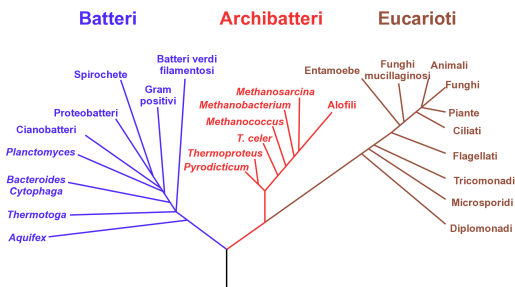 Batteri
Archibatteri
Eucarioti
Batteri verdi
filamentosi
Spirochete
Gram
positivi
Proteobatteri
Cianobatteri
Planctomyces
Bacteroides
Cytophaga
Thermotoga
Aquifex
Methanosarcina
Methanobacterium
Alofili
Methanococcus
T. celer
Thermoproteus
Pyrodicticum
Entamoebe
Funghi
mucillaginosi
Animali
Funghi
Piante
Ciliati
Flagellati
Tricomonadi
Microsporidi
Diplomonadi